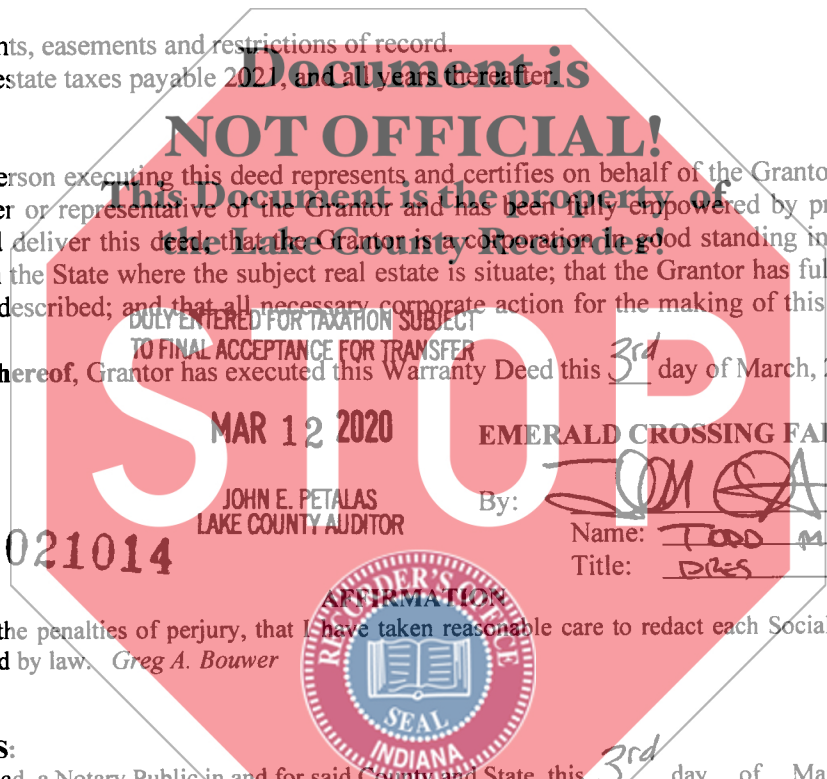 nts, easements and restrictions of record.
estate taxes payable 2021, and all years thereafter.
Document is
NOT OFFICIAL!
This Document is the property of
the Lake County Recorder!
erson executing this deed represents and certifies on behalf of the Granto
er or representative of the Grantor and has been fully empowered by pr
l deliver this deed; that the Grantor is a corporation in good standing in
n the State where the subject real estate is situate; that the Grantor has ful
described; and that all necessary corporate action for the making of this
DULY ENTERED FOR TAXATION SUBJECT
TO FINAL ACCEPTANCE FOR TRANSFER
hereof, Grantor has executed this Warranty Deed this 3rd day of March, 2
STOP
MAR 12 2020
EMERALD CROSSING FA
JOHN E. PETALAS
LAKE COUNTY AUDITOR
By:
Name: TODD M
Title: PRES
021014
AFFIRMATION
the penalties of perjury, that I have taken reasonable care to redact each Social
d by law. Greg A. Bouwer
RECORDER'S OFFICE
SEAL
INDIANA
S:
ed, a Notary Public in and for said County and State, this 3rd day of Ma